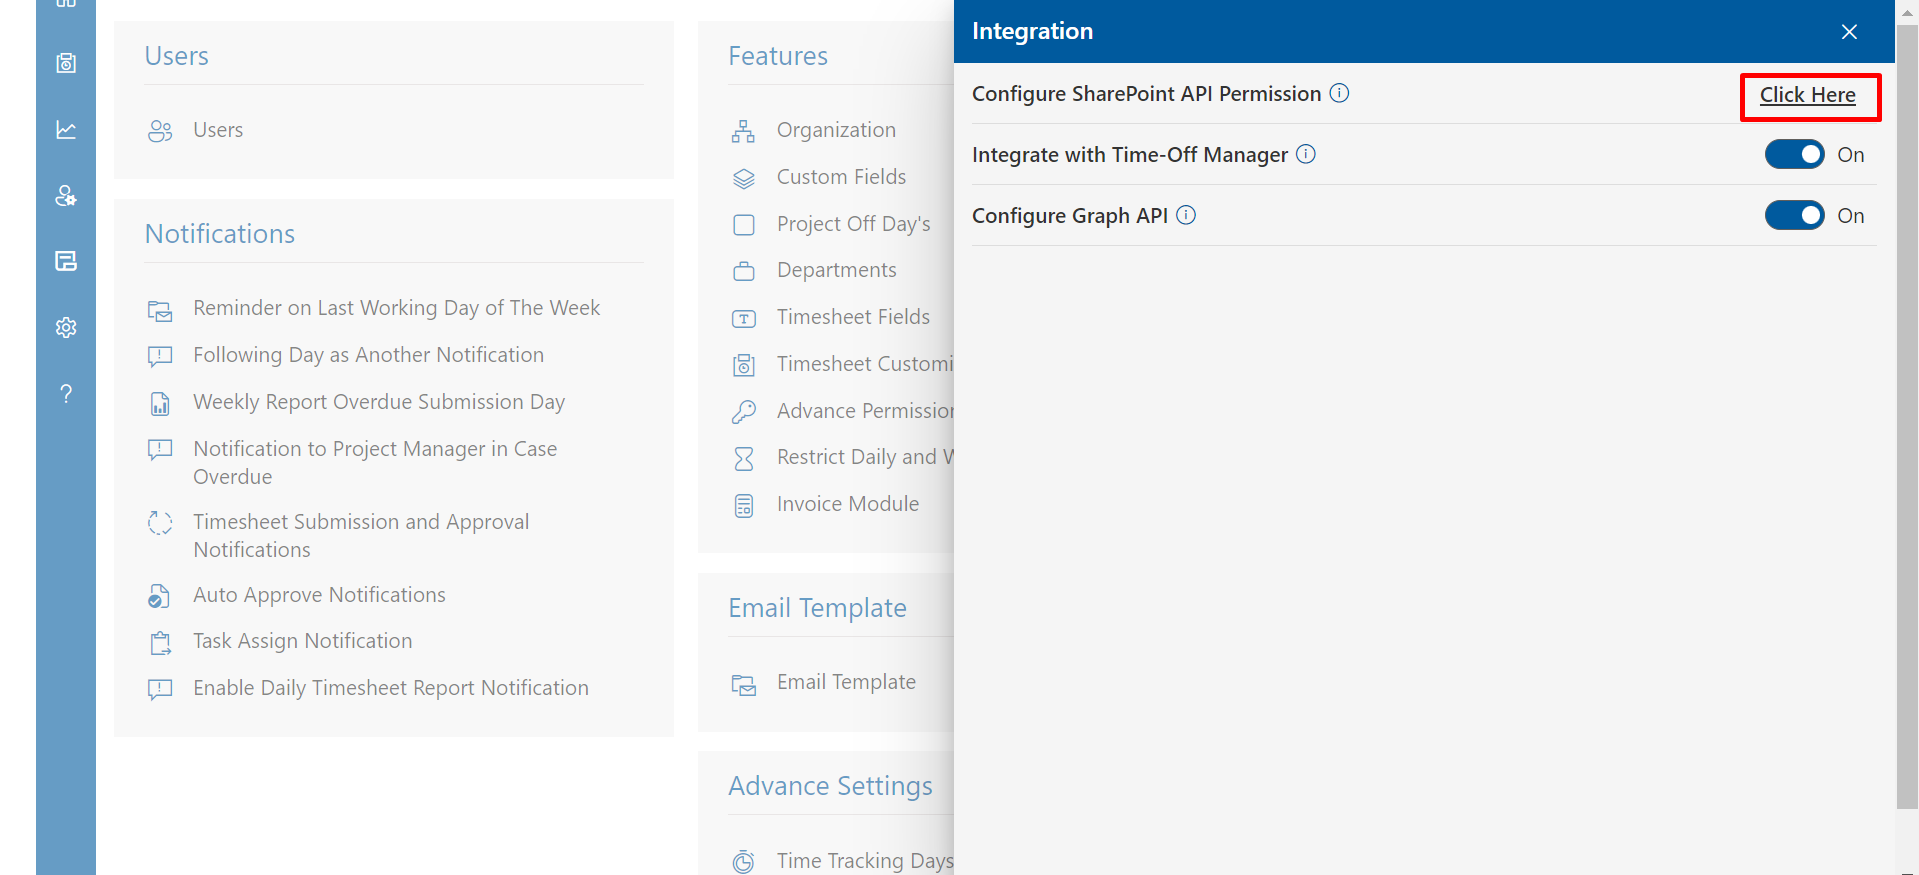 Users
Users
Notifications
Reminder on Last Working Day of The Week
Following Day as Another Notification
Weekly Report Overdue Submission Day
Notification to Project Manager in Case
Overdue
Timesheet Submission and Approval
Notifications
Auto Approve Notifications
Task Assign Notification
Enable Daily Timesheet Report Notification
Features
Organization
Custom Fields
Project Off Day's
Departments
Timesheet Fields
Timesheet Customi
Advance Permission
Restrict Daily and W
Invoice Module
Email Template
Email Template
Advance Settings
Time Tracking Days
Integration
Configure SharePoint API Permission
Click Here
Integrate with Time-Off Manager
On
Configure Graph API
On